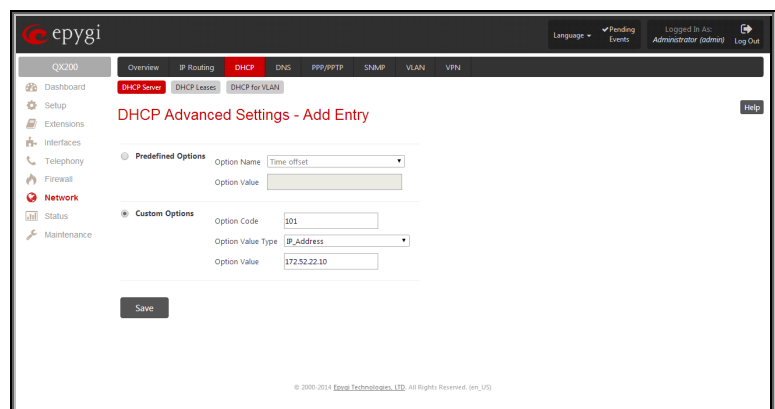 epygi
Language
Pending Events
Logged In As:
Administrator (admin)
Log Out
QX200
Overview IP Routing DHCP DNS PPP/PPTP SNMP VLAN VPN
Dashboard
Setup
Extensions
Interfaces
Telephony
Firewall
Network
Status
Maintenance
DHCP Server DHCP Leases DHCP for VLAN
DHCP Advanced Settings - Add Entry
Help
Predefined Options
Option Name Time offset
Option Value
Custom Options
Option Code 101
Option Value Type IP_Address
Option Value 172.52.22.10
Save
© 2000-2014 Epygi Technologies, LTD. All Rights Reserved. (en_US)